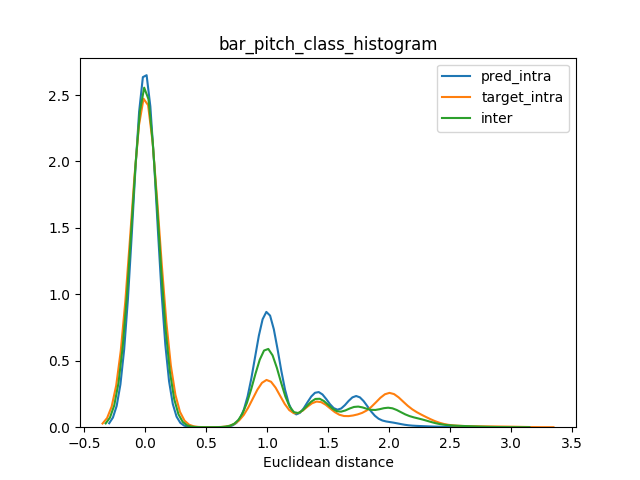 bar_pitch_class_histogram
pred_intra
target_intra
inter
2.5
2.0
1.5
1.0
0.5
0.0
−0.5 0.0 0.5 1.0 1.5 2.0 2.5 3.0 3.5
Euclidean distance